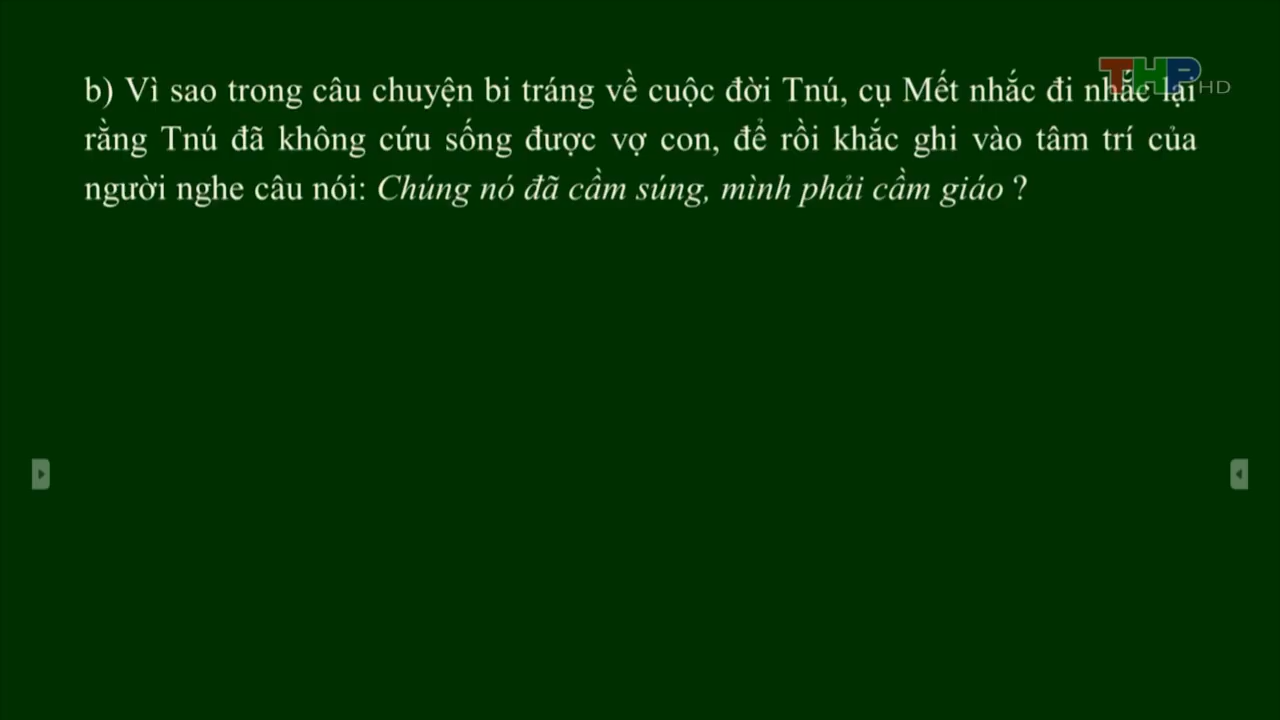 b) Vì sao trong câu chuyện bi tráng về cuộc đời Tnú, cụ Mết nhắc đi nhắc lại
rằng Tnú đã không cứu sống được vợ con, để rồi khắc ghi vào tâm trí của
người nghe câu nói: Chúng nó đã cầm súng, mình phải cầm giáo ?
THP HD